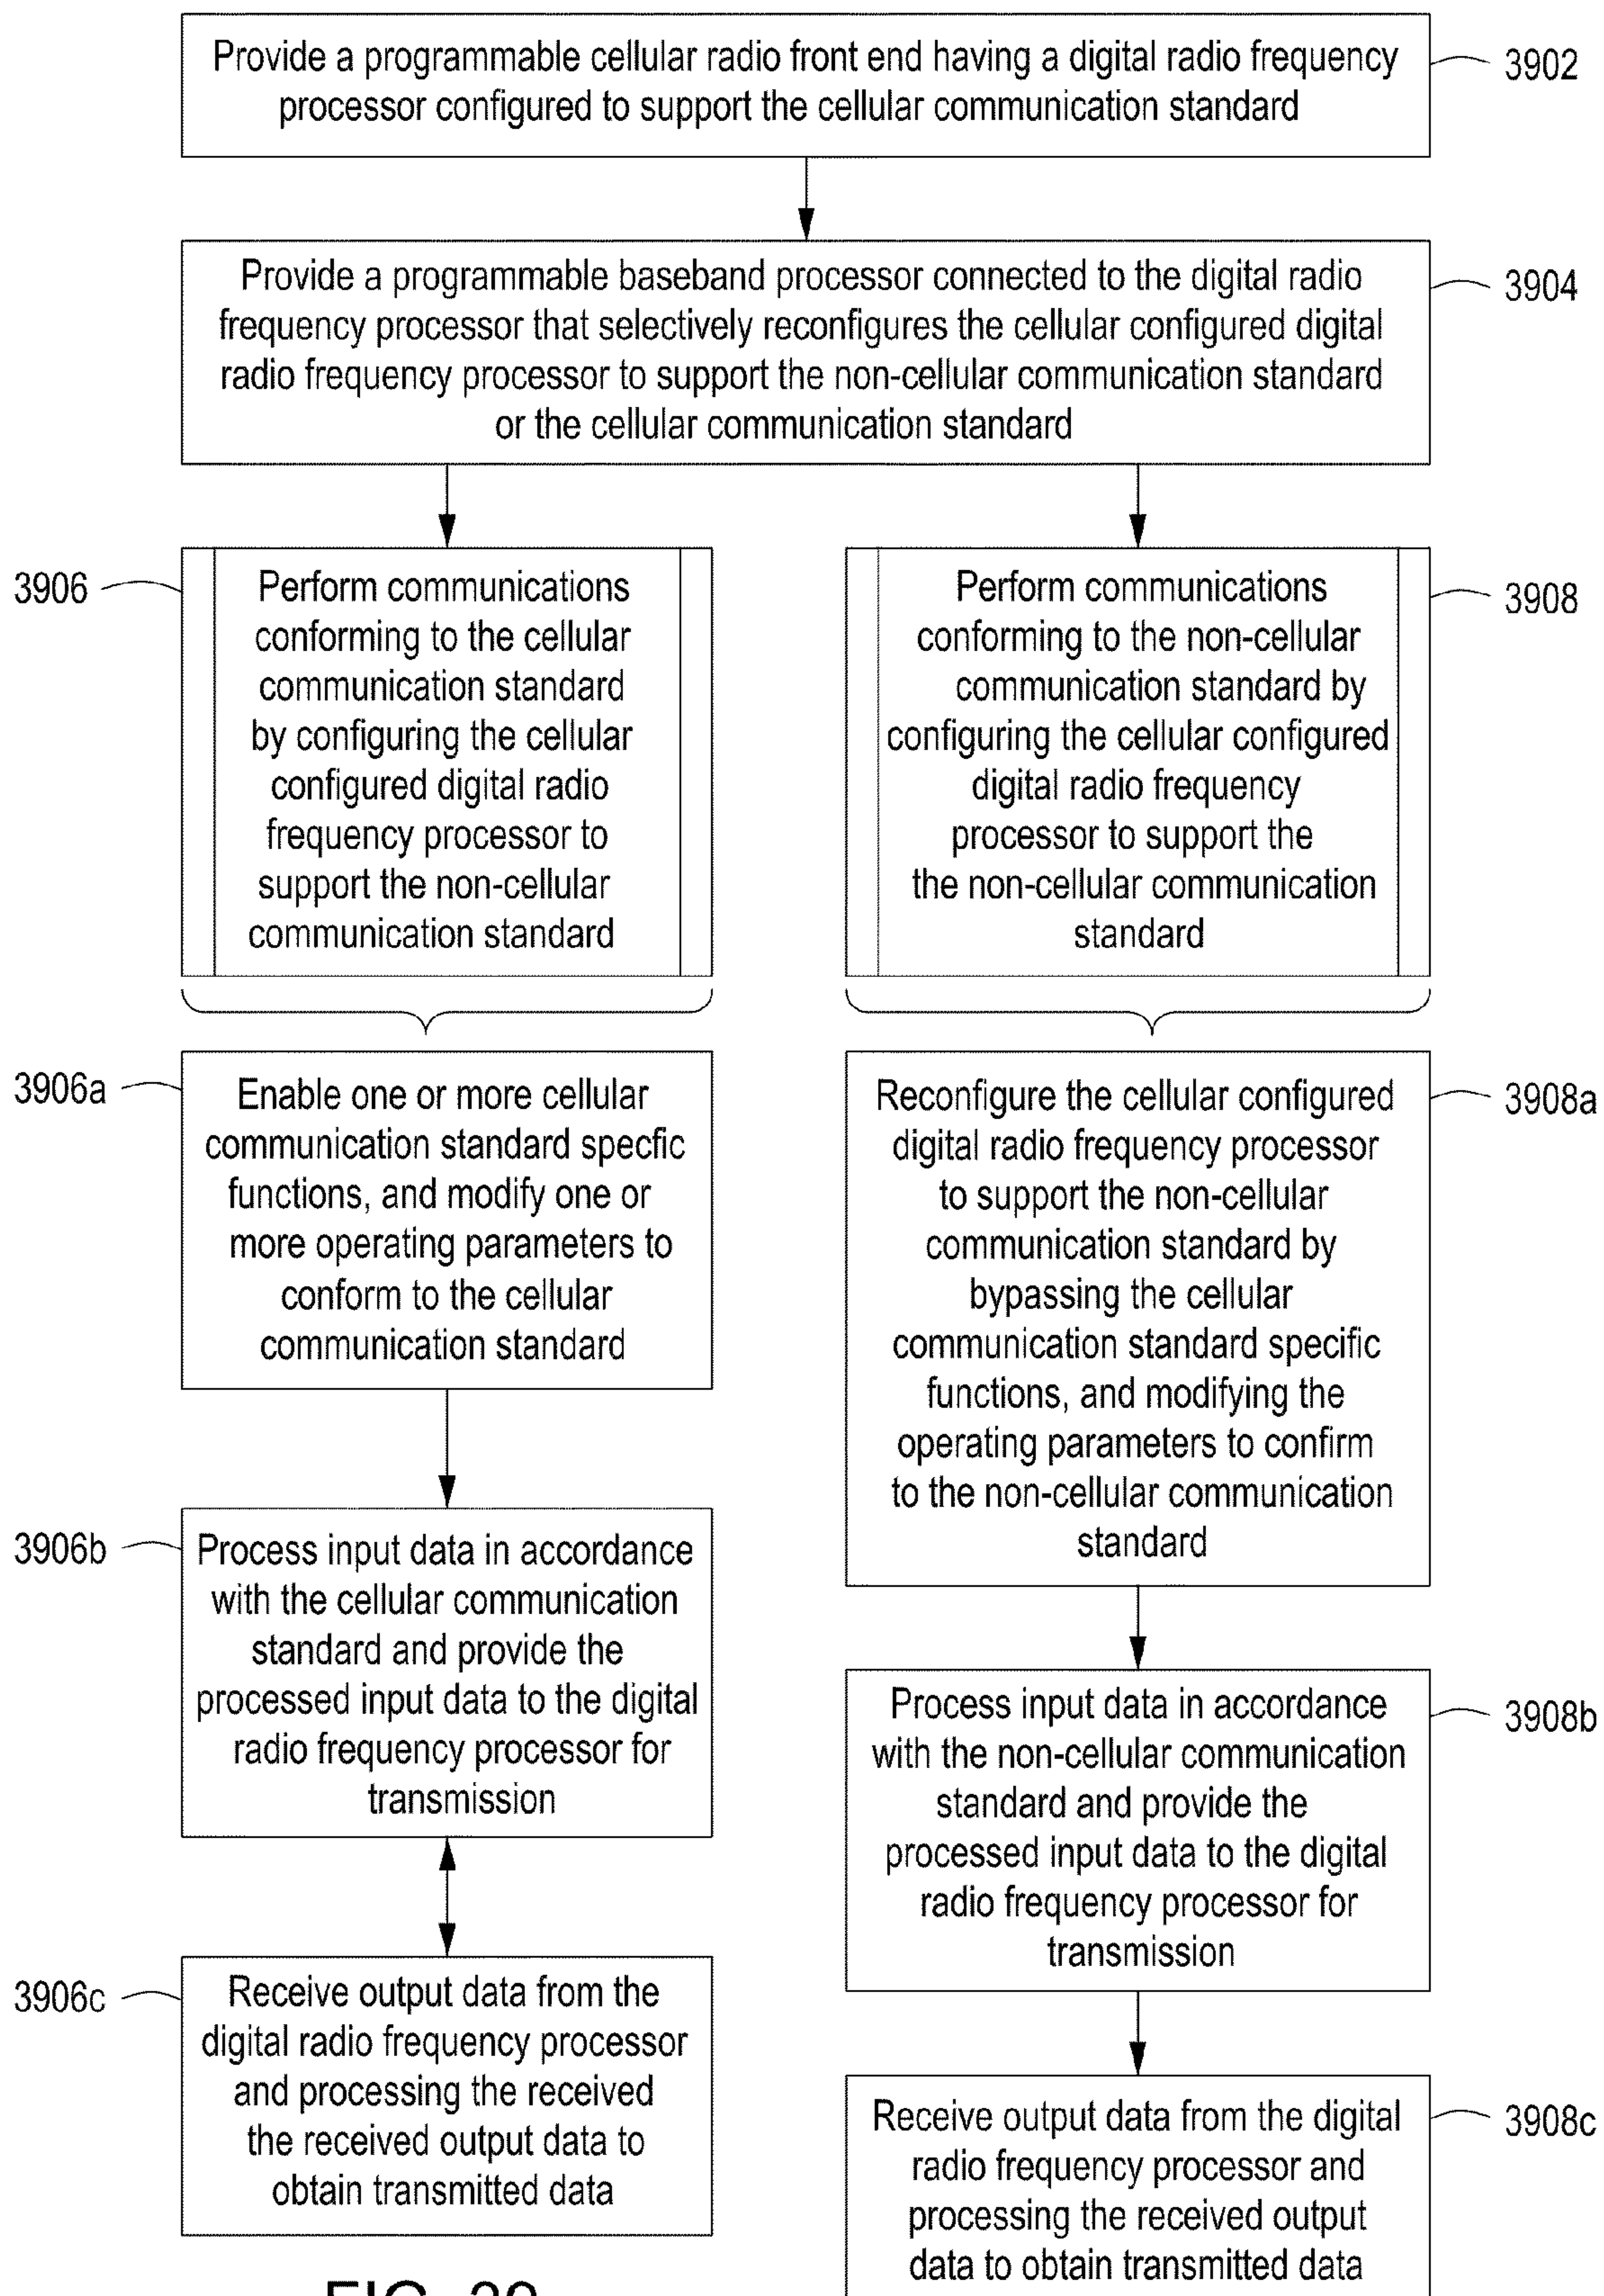 Provide a programmable cellular radio front end having a digital radio frequency
processor configured to support the cellular communication standard
3902
Provide a programmable baseband processor connected to the digital radio
frequency processor that selectively reconfigures the cellular configured digital
radio frequency processor to support the non-cellular communication standard
or the cellular communication standard
3904
3906
Perform communications
conforming to the cellular
communication standard
by configuring the cellular
configured digital radio
frequency processor to
support the non-cellular
communication standard
Perform communications
conforming to the non-cellular
communication standard by
configuring the cellular configured
digital radio frequency
processor to support the
the non-cellular communication
standard
3908
3906a
Enable one or more cellular
communication standard specfic
functions, and modify one or
more operating parameters to
conform to the cellular
communication standard
Reconfigure the cellular configured
digital radio frequency processor
to support the non-cellular
communication standard by
bypassing the cellular
communication standard specific
functions, and modifying the
operating parameters to confirm
to the non-cellular communication
standard
3908a
3906b
Process input data in accordance
with the cellular communication
standard and provide the
processed input data to the digital
radio frequency processor for
transmission
Process input data in accordance
with the non-cellular communication
standard and provide the
processed input data to the digital
radio frequency processor for
transmission
3908b
3906c
Receive output data from the
digital radio frequency processor
and processing the received
the received output data to
obtain transmitted data
Receive output data from the digital
radio frequency processor and
processing the received output
data to obtain transmitted data
3908c
FIG. 39